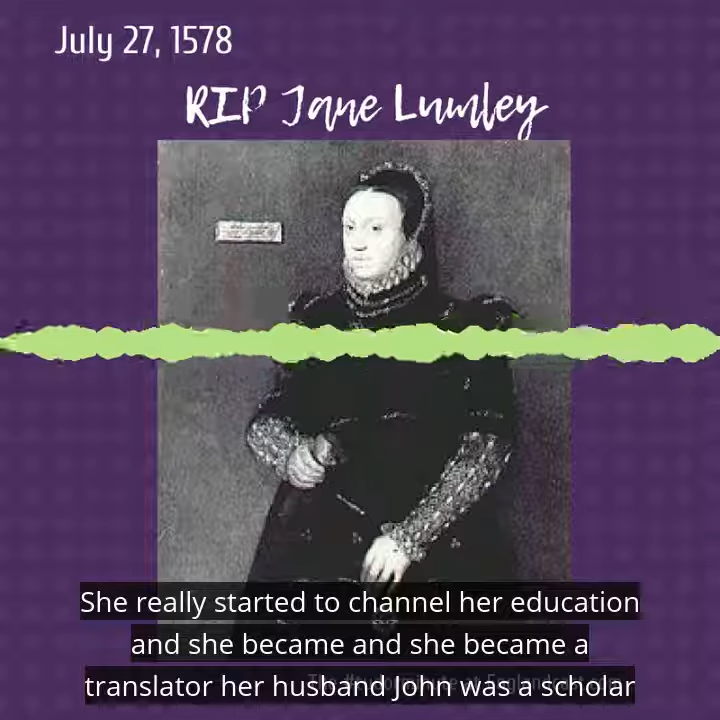 July 27, 1578
RIP Jane Lumley
She really started to channel her education
and she became and she became a
translator her husband John was a scholar